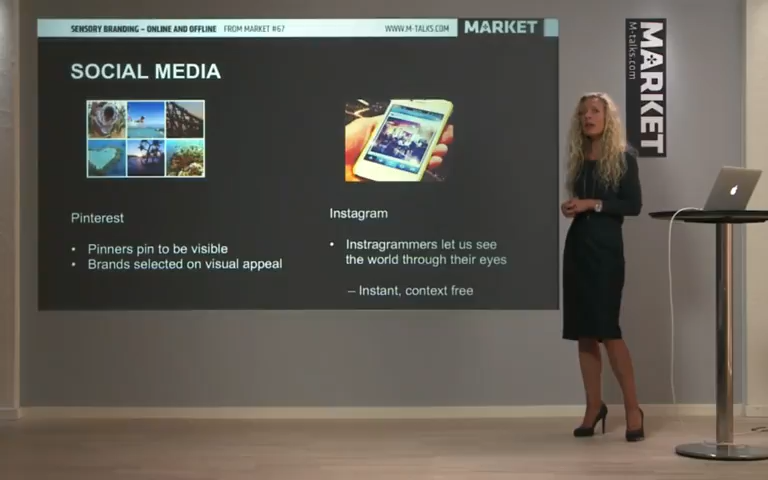 SENSORY BRANDING – ONLINE AND OFFLINE FROM MARKET #67 WWW.M-TALKS.COM MARKET
SOCIAL MEDIA
Pinterest
• Pinners pin to be visible
• Brands selected on visual appeal
Instagram
• Instragrammers let us see
the world through their eyes
– Instant, context free
MARKET
M-talks.com